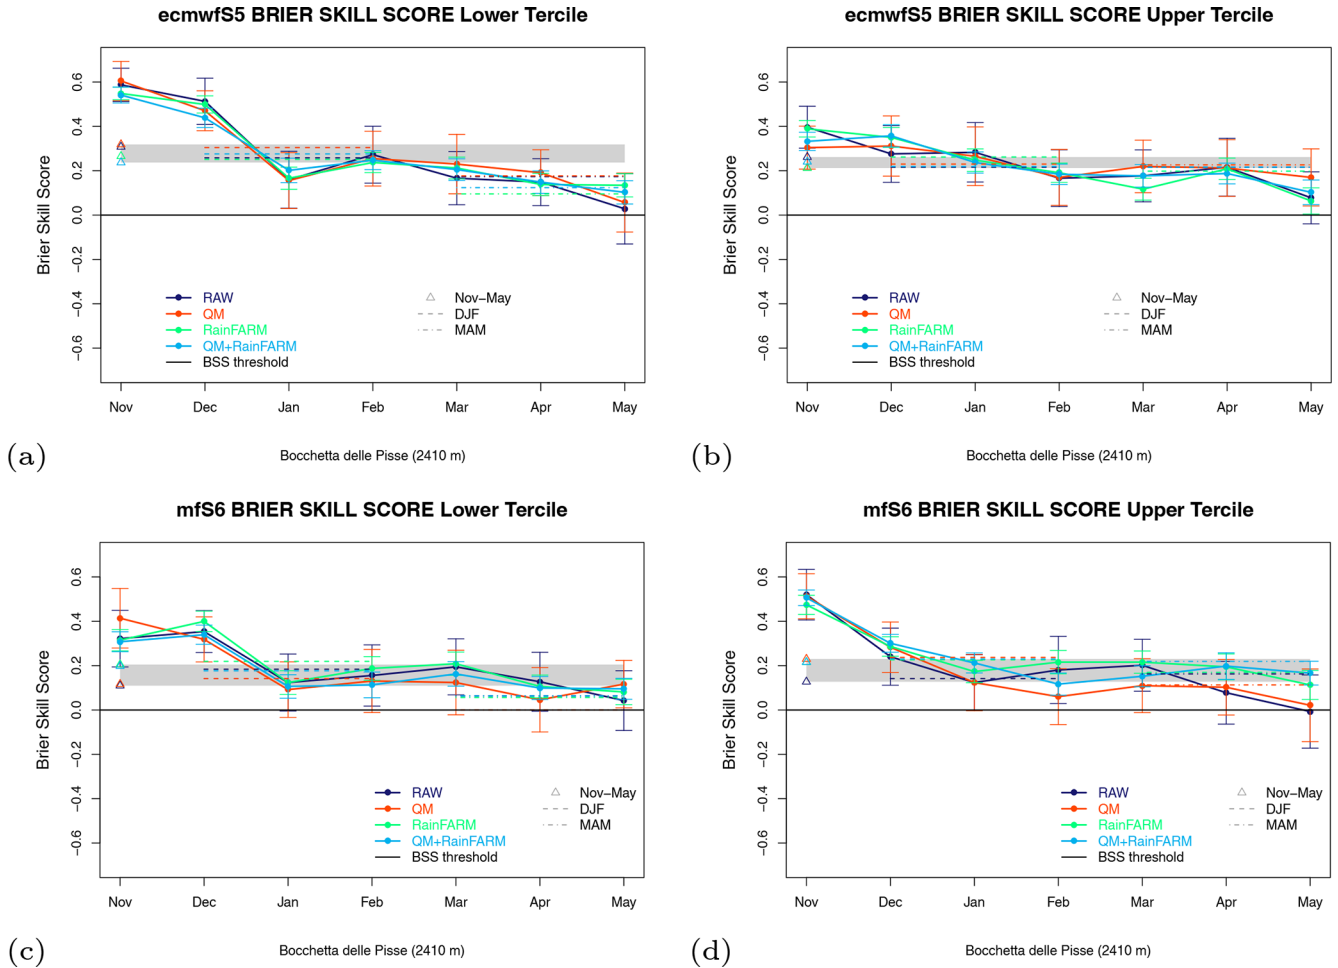 ecmwfS5 BRIER SKILL SCORE Lower Tercile
Brier Skill Score
0.6
0.4
0.2
0.0
−0.2
−0.4
−0.6
RAW
QM
RainFARM
QM+RainFARM
BSS threshold
Nov−May
DJF
MAM
Nov Dec Jan Feb Mar Apr May
(a)
Bocchetta delle Pisse (2410 m)
ecmwfS5 BRIER SKILL SCORE Upper Tercile
Brier Skill Score
0.6
0.4
0.2
0.0
−0.2
−0.4
−0.6
RAW
QM
RainFARM
QM+RainFARM
BSS threshold
Nov−May
DJF
MAM
Nov Dec Jan Feb Mar Apr May
(b)
Bocchetta delle Pisse (2410 m)
mfS6 BRIER SKILL SCORE Lower Tercile
Brier Skill Score
0.6
0.4
0.2
0.0
−0.2
−0.4
−0.6
RAW
QM
RainFARM
QM+RainFARM
BSS threshold
Nov−May
DJF
MAM
Nov Dec Jan Feb Mar Apr May
(c)
Bocchetta delle Pisse (2410 m)
mfS6 BRIER SKILL SCORE Upper Tercile
Brier Skill Score
0.6
0.4
0.2
0.0
−0.2
−0.4
−0.6
RAW
QM
RainFARM
QM+RainFARM
BSS threshold
Nov−May
DJF
MAM
Nov Dec Jan Feb Mar Apr May
(d)
Bocchetta delle Pisse (2410 m)